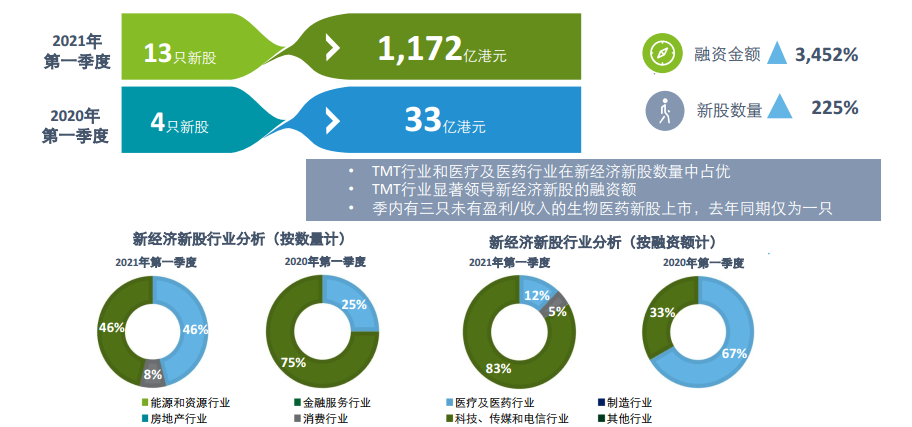 2021年
第一季度
13只新股
1,172亿港元
2020年
第一季度
4只新股
33亿港元
融资金额 3,452%
新股数量 225%
• TMT行业和医疗及医药行业在新经济新股数量中占优
• TMT行业显著领导新经济新股的融资额
• 季内有三只未有盈利/收入的生物医药新股上市，去年同期仅为一只
新经济新股行业分析（按数量计）
2021年第一季度
46%
46%
8%
2020年第一季度
25%
75%
新经济新股行业分析（按融资额计）
2021年第一季度
12%
5%
83%
2020年第一季度
33%
67%
能源和资源行业
金融服务行业
医疗及医药行业
制造行业
房地产行业
消费行业
科技、传媒和电信行业
其他行业